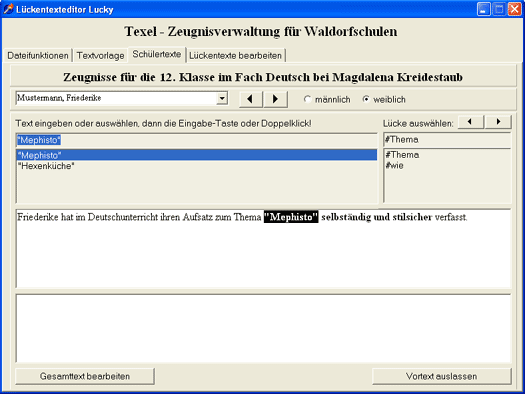 Lückentexteditor Lucky
Texel - Zeugnisverwaltung für Waldorfschulen
Dateifunktionen Textvorlage Schülertexte Lückentexte bearbeiten
Zeugnisse für die 12. Klasse im Fach Deutsch bei Magdalena Kreidestaub
Mustermann, Friederike männlich weiblich
Text eingeben oder auswählen, dann die Eingabe-Taste oder Doppelklick! Lücke auswählen:
"Mephisto" #Thema
"Mephisto" #Thema
"Hexenküche" #wie
Friederike hat im Deutschunterricht ihren Aufsatz zum Thema "Mephisto" selbständig und stilsicher verfasst.
Gesamttext bearbeiten Vortext auslassen